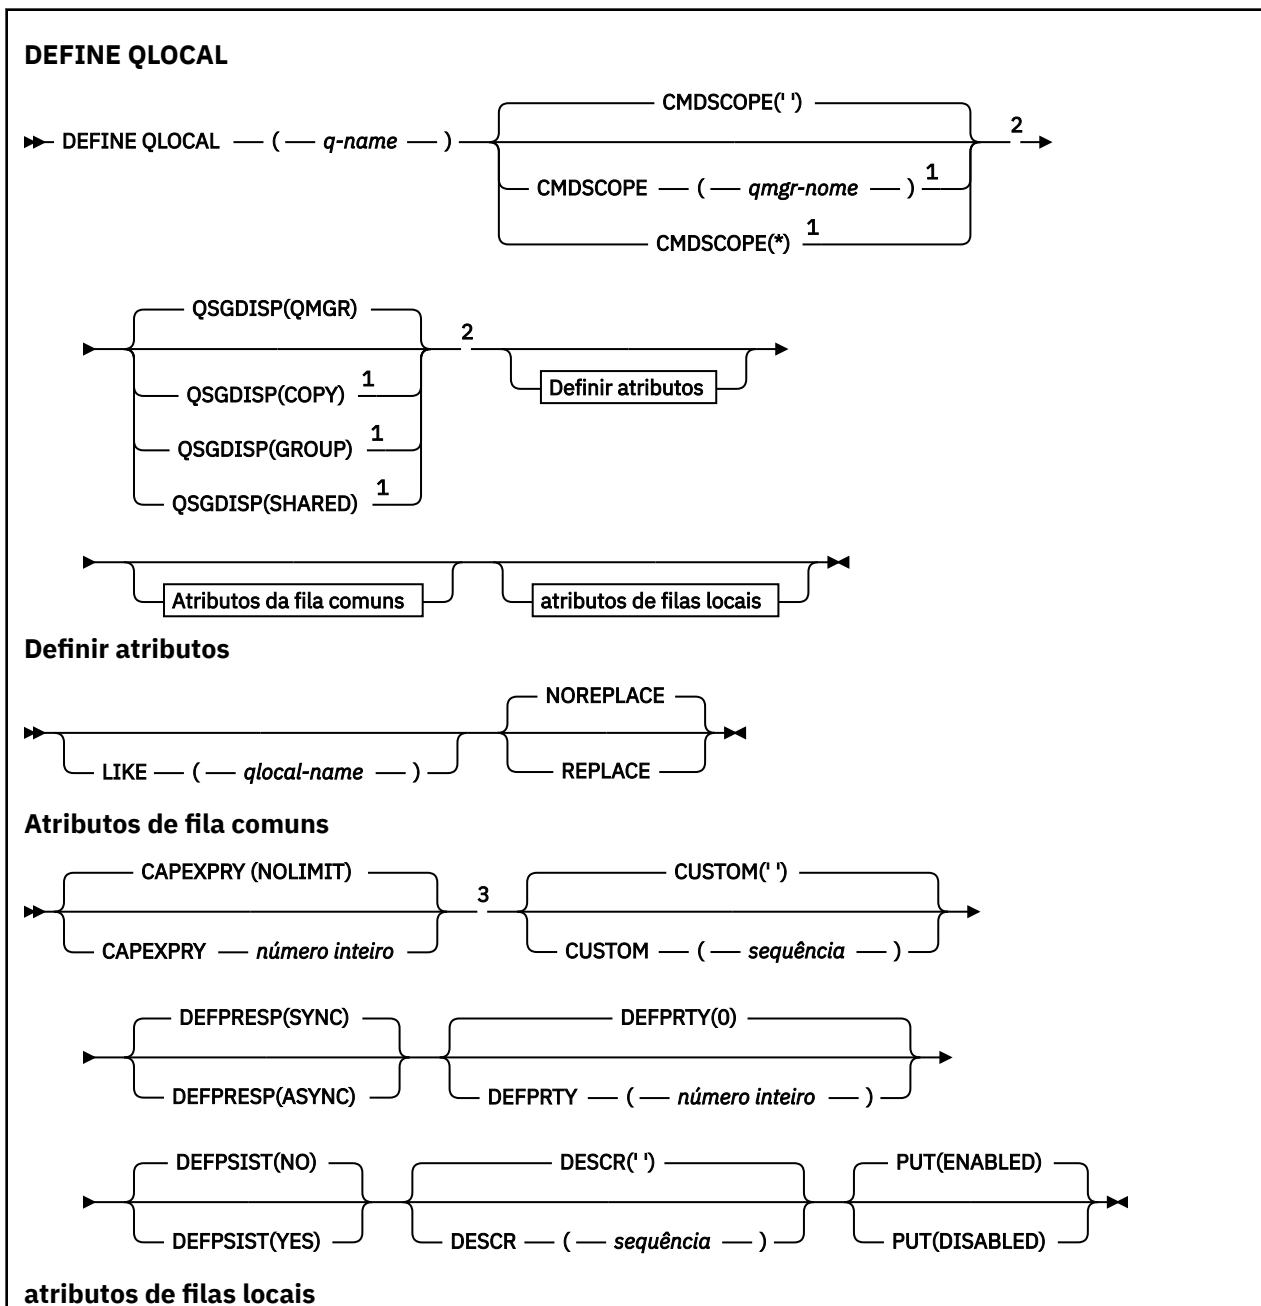 DEFINE QLOCAL
CMDSCOPE(' ')
DEFINE QLOCAL ( q-name ) 2
CMDSCOPE ( qmgr-nome ) 1
CMDSCOPE(*) 1
QSGDISP(QMGR)
2
QSGDISP(COPY) 1 Definir atributos
QSGDISP(GROUP) 1
QSGDISP(SHARED) 1
Atributos da fila comuns atributos de filas locais
Definir atributos
NOREPLACE
LIKE ( qlocal-name ) REPLACE
Atributos de fila comuns
CAPEXPRY (NOLIMIT) CUSTOM(' ')
3
CAPEXPRY número inteiro CUSTOM ( sequência )
DEFPRESP(SYNC) DEFPRTY(0)
DEFPRESP(ASYNC) DEFPRTY ( número inteiro )
DEFPSIST(NO) DESCR(' ') PUT(ENABLED)
DEFPSIST(YES) DESCR ( sequência ) PUT(DISABLED)
atributos de filas locais